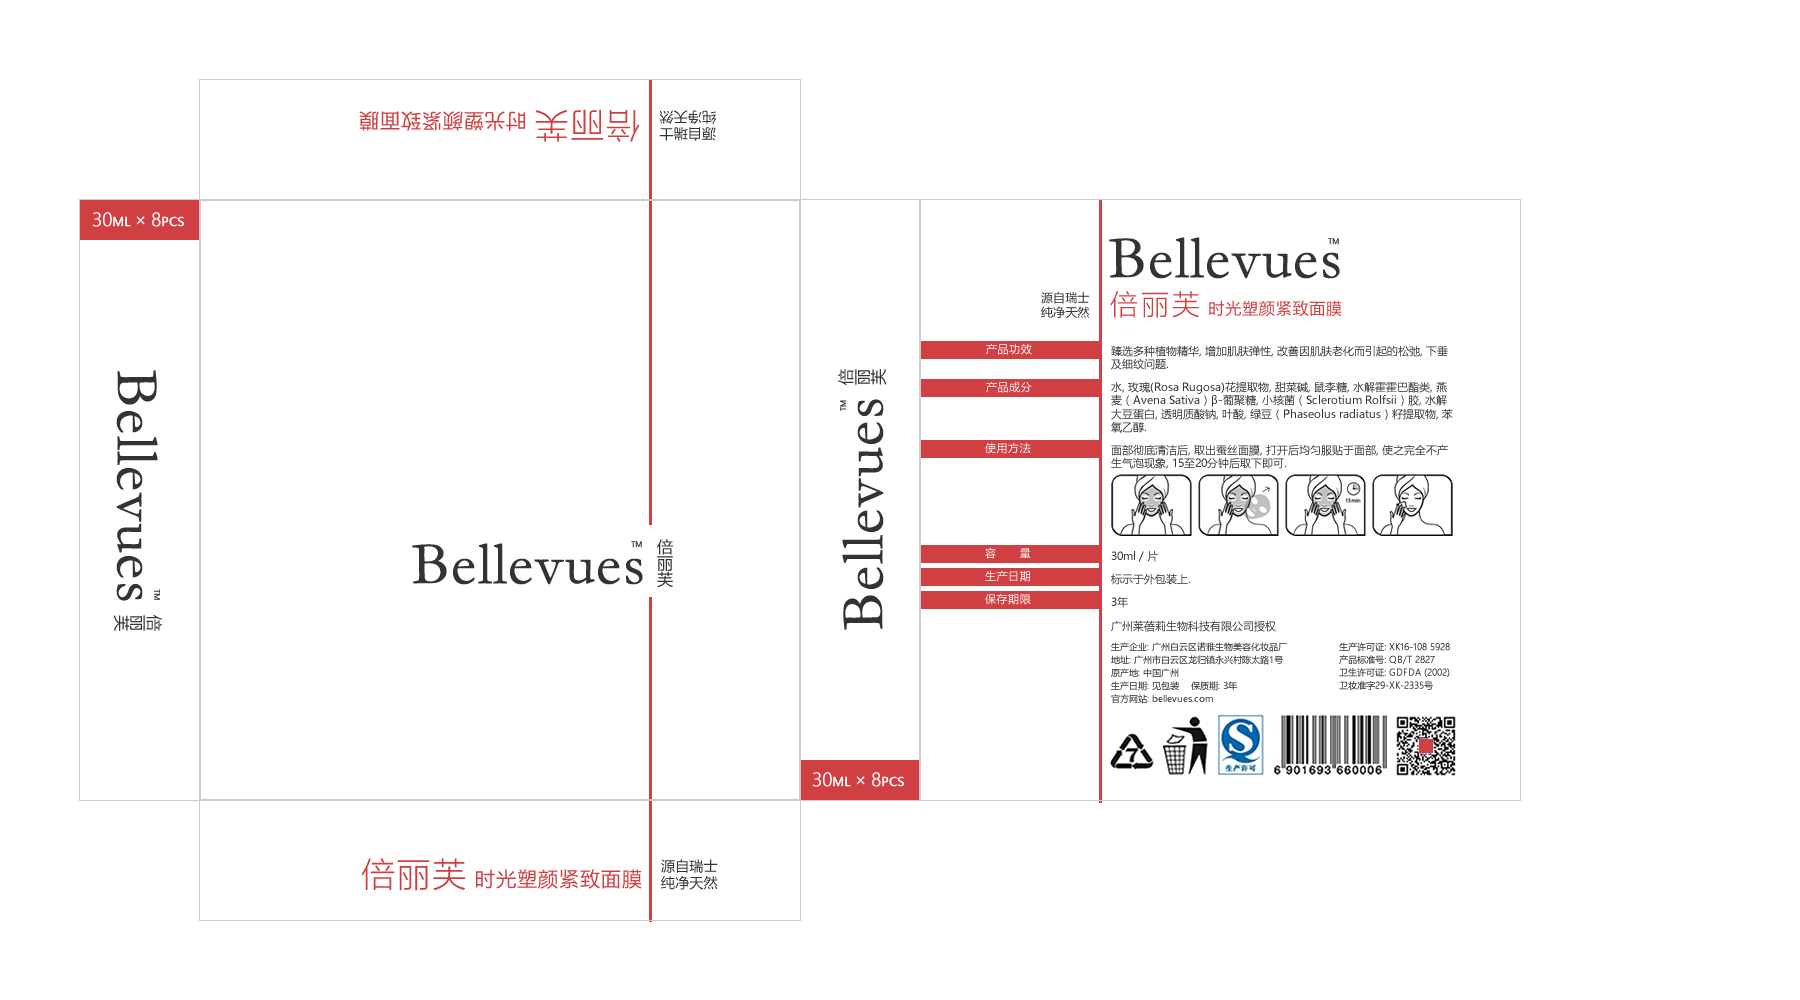 倍丽芙 时光塑颜紧致面膜
源自瑞士
纯净天然
30ML × 8PCS
Bellevues™
倍丽芙
Bellevues™
倍丽芙
Bellevues™
倍丽芙
30ML × 8PCS
倍丽芙 时光塑颜紧致面膜
源自瑞士
纯净天然
Bellevues™
源自瑞士
纯净天然
倍丽芙 时光塑颜紧致面膜
产品功效
臻选多种植物精华, 增加肌肤弹性, 改善因肌肤老化而引起的松弛, 下垂
及细纹问题.
产品成分
水, 玫瑰(Rosa Rugosa)花提取物, 甜菜碱, 鼠李糖, 水解霍霍巴酯类, 燕
麦（Avena Sativa）β-葡聚糖, 小核菌（Sclerotium Rolfsii）胶, 水解
大豆蛋白, 透明质酸钠, 叶酸, 绿豆（Phaseolus radiatus）籽提取物, 苯
氧乙醇.
使用方法
面部彻底清洁后, 取出蚕丝面膜, 打开后均匀服贴于面部, 使之完全不产
生气泡现象, 15至20分钟后取下即可.
15min
容 量
30ml / 片
生产日期
标示于外包装上.
保存期限
3年
广州莱蓓莉生物科技有限公司授权
生产企业: 广州白云区诺雅生物美容化妆品厂
地址: 广州市白云区龙归镇永兴村陈太路1号
原产地: 中国广州
生产日期: 见包装 保质期: 3年
官方网站: bellevues.com
生产许可证: XK16-108 5928
产品标准号: QB/T 2827
卫生许可证: GDFDA (2002)
卫妆准字29-XK-2335号
7
生产许可
6 901693 660006